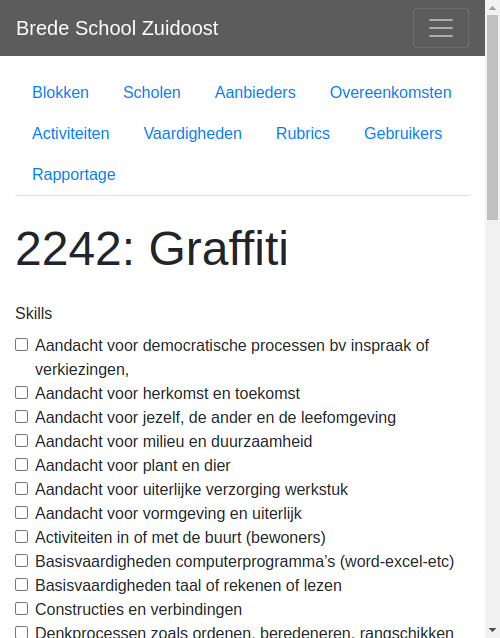 Brede School Zuidoost
Blokken Scholen Aanbieders Overeenkomsten
Activiteiten Vaardigheden Rubrics Gebruikers
Rapportage
2242: Graffiti
Skills
Aandacht voor democratische processen bv inspraak of
verkiezingen,
Aandacht voor herkomst en toekomst
Aandacht voor jezelf, de ander en de leefomgeving
Aandacht voor milieu en duurzaamheid
Aandacht voor plant en dier
Aandacht voor uiterlijke verzorging werkstuk
Aandacht voor vormgeving en uiterlijk
Activiteiten in of met de buurt (bewoners)
Basisvaardigheden computerprogramma’s (word-excel-etc)
Basisvaardigheden taal of rekenen of lezen
Constructies en verbindingen
Denkprocessen zoals ordenen, beredeneren, rangschikken